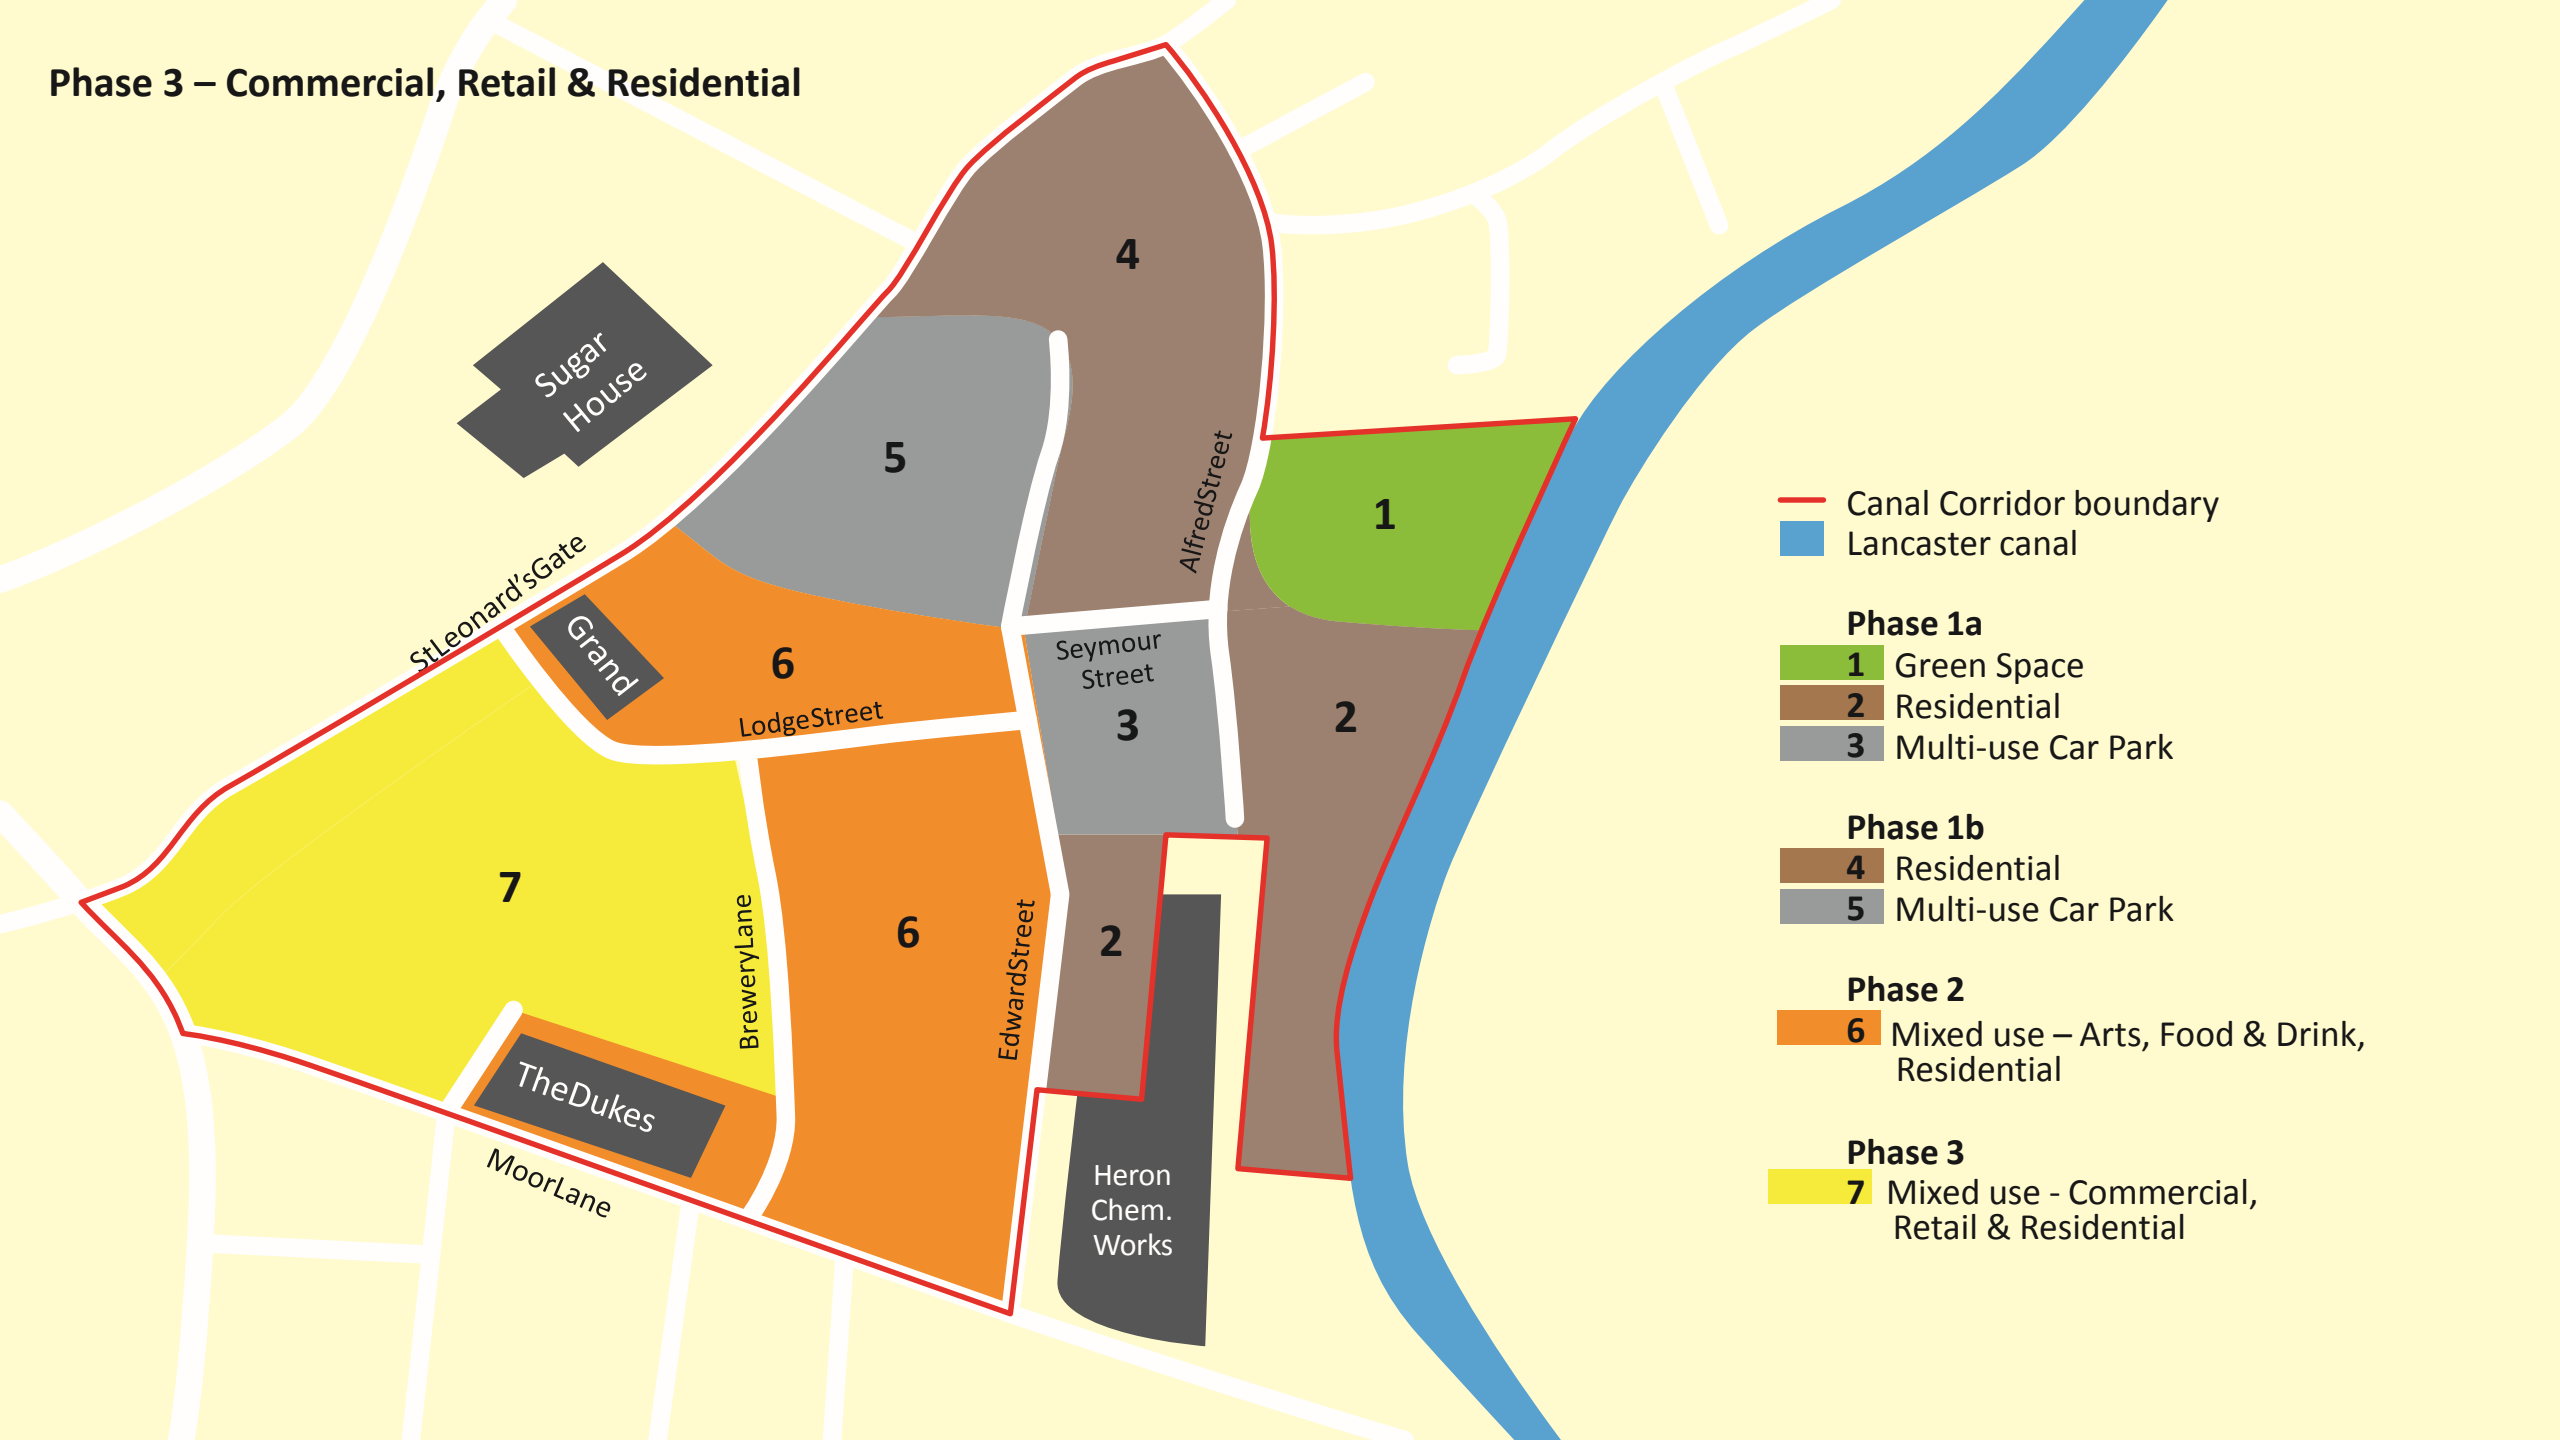 Phase 3 – Commercial, Retail & Residential
4
Sugar
House
5
AlfredStreet
1
StLeonard'sGate
Grand
6
Seymour
Street
LodgeStreet
3
2
7
BreweryLane
6
EdwardStreet
2
TheDukes
MoorLane
Heron
Chem.
Works
Canal Corridor boundary
Lancaster canal
Phase 1a
1 Green Space
2 Residential
3 Multi-use Car Park
Phase 1b
4 Residential
5 Multi-use Car Park
Phase 2
6 Mixed use – Arts, Food & Drink,
Residential
Phase 3
7 Mixed use - Commercial,
Retail & Residential